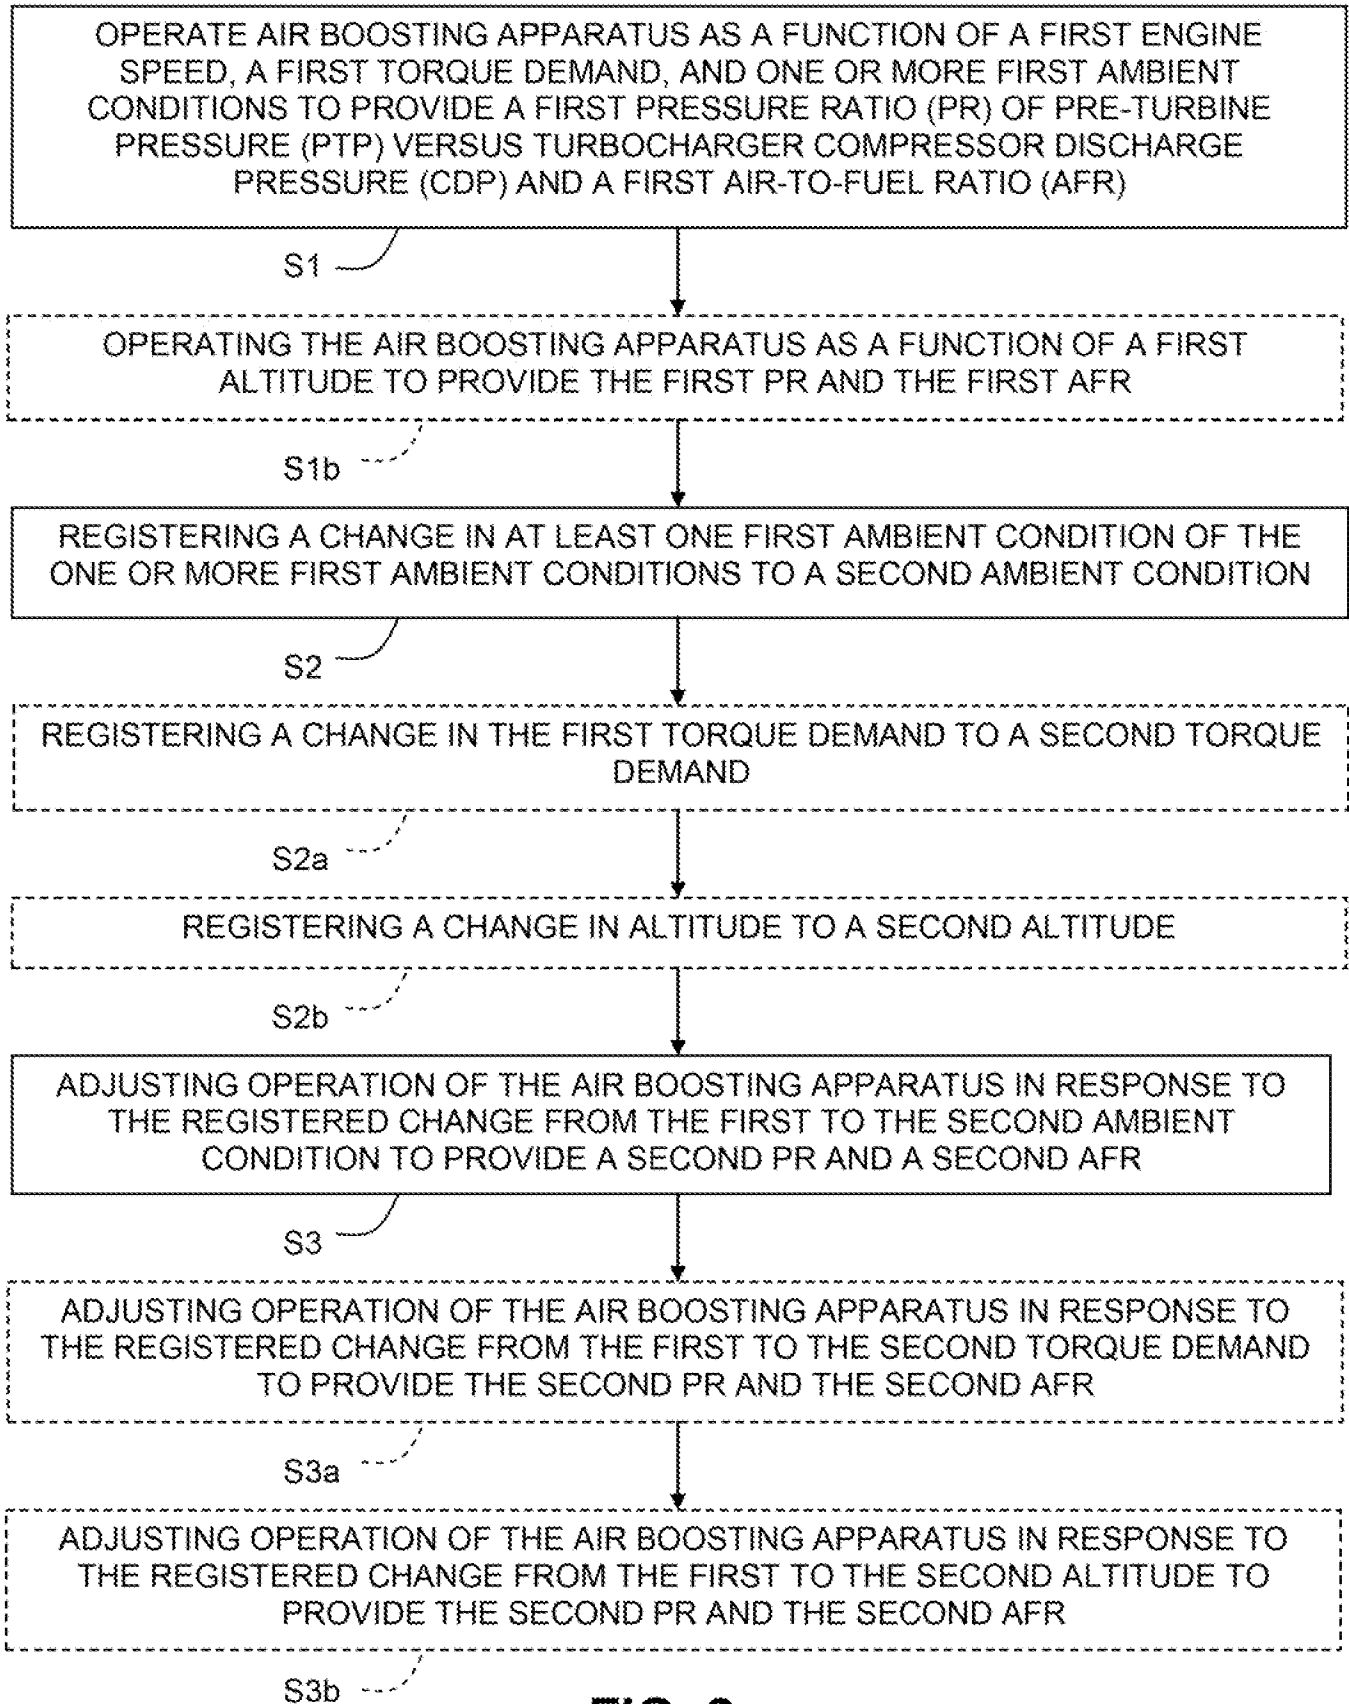 OPERATE AIR BOOSTING APPARATUS AS A FUNCTION OF A FIRST ENGINE
SPEED, A FIRST TORQUE DEMAND, AND ONE OR MORE FIRST AMBIENT
CONDITIONS TO PROVIDE A FIRST PRESSURE RATIO (PR) OF PRE-TURBINE
PRESSURE (PTP) VERSUS TURBOCHARGER COMPRESSOR DISCHARGE
PRESSURE (CDP) AND A FIRST AIR-TO-FUEL RATIO (AFR)
S1
OPERATING THE AIR BOOSTING APPARATUS AS A FUNCTION OF A FIRST
ALTITUDE TO PROVIDE THE FIRST PR AND THE FIRST AFR
S1b
REGISTERING A CHANGE IN AT LEAST ONE FIRST AMBIENT CONDITION OF THE
ONE OR MORE FIRST AMBIENT CONDITIONS TO A SECOND AMBIENT CONDITION
S2
REGISTERING A CHANGE IN THE FIRST TORQUE DEMAND TO A SECOND TORQUE
DEMAND
S2a
REGISTERING A CHANGE IN ALTITUDE TO A SECOND ALTITUDE
S2b
ADJUSTING OPERATION OF THE AIR BOOSTING APPARATUS IN RESPONSE TO
THE REGISTERED CHANGE FROM THE FIRST TO THE SECOND AMBIENT
CONDITION TO PROVIDE A SECOND PR AND A SECOND AFR
S3
ADJUSTING OPERATION OF THE AIR BOOSTING APPARATUS IN RESPONSE TO
THE REGISTERED CHANGE FROM THE FIRST TO THE SECOND TORQUE DEMAND
TO PROVIDE THE SECOND PR AND THE SECOND AFR
S3a
ADJUSTING OPERATION OF THE AIR BOOSTING APPARATUS IN RESPONSE TO
THE REGISTERED CHANGE FROM THE FIRST TO THE SECOND ALTITUDE TO
PROVIDE THE SECOND PR AND THE SECOND AFR
S3b